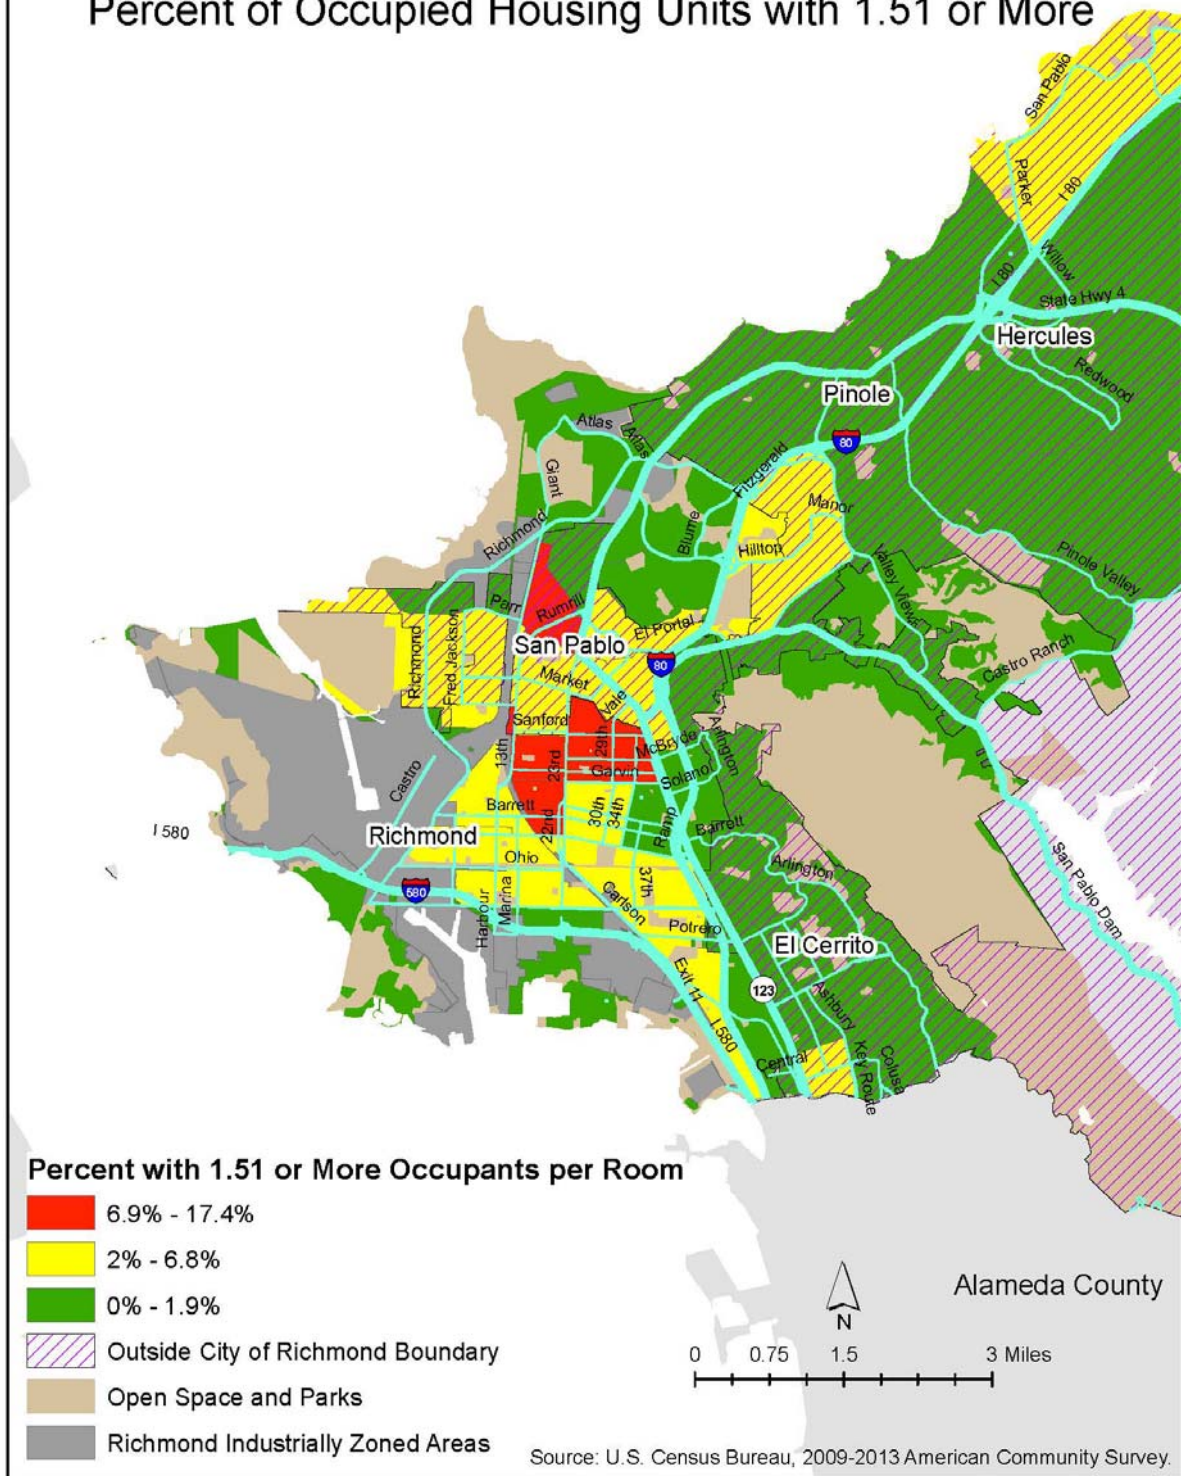 Percent of Occupied Housing Units with 1.51 or More
San Pablo
Parker
I 80
Willow
I 80
State Hwy 4
Hercules
Redwood
Pinole
80
Atlas
Atlas
Giant
Fitzgerald
Manor
Blume
Richmond
Hilltop
Valley View
Pinole Valley
Parr
Rumrill
El Portal
San Pablo
80
Castro Ranch
Richmond
Fred Jackson
Market
Vale
Sanford
29th
McBryde
Arlington
13th
23rd
Garvin
Solano
Castro
Barrett
30th
34th
Ramp
Barrett
22nd
I 580
Richmond
Ohio
Arlington
San Pablo Dam
580
Harbour
Marina
Carlson
37th
Potrero
El Cerrito
Exit 11
123
Ashbury
I 580
Central
Key Route
Colusa
Percent with 1.51 or More Occupants per Room
6.9% - 17.4%
2% - 6.8%
0% - 1.9%
Outside City of Richmond Boundary
Open Space and Parks
Richmond Industrially Zoned Areas
Alameda County
N
0 0.75 1.5 3 Miles
Source: U.S. Census Bureau, 2009-2013 American Community Survey.